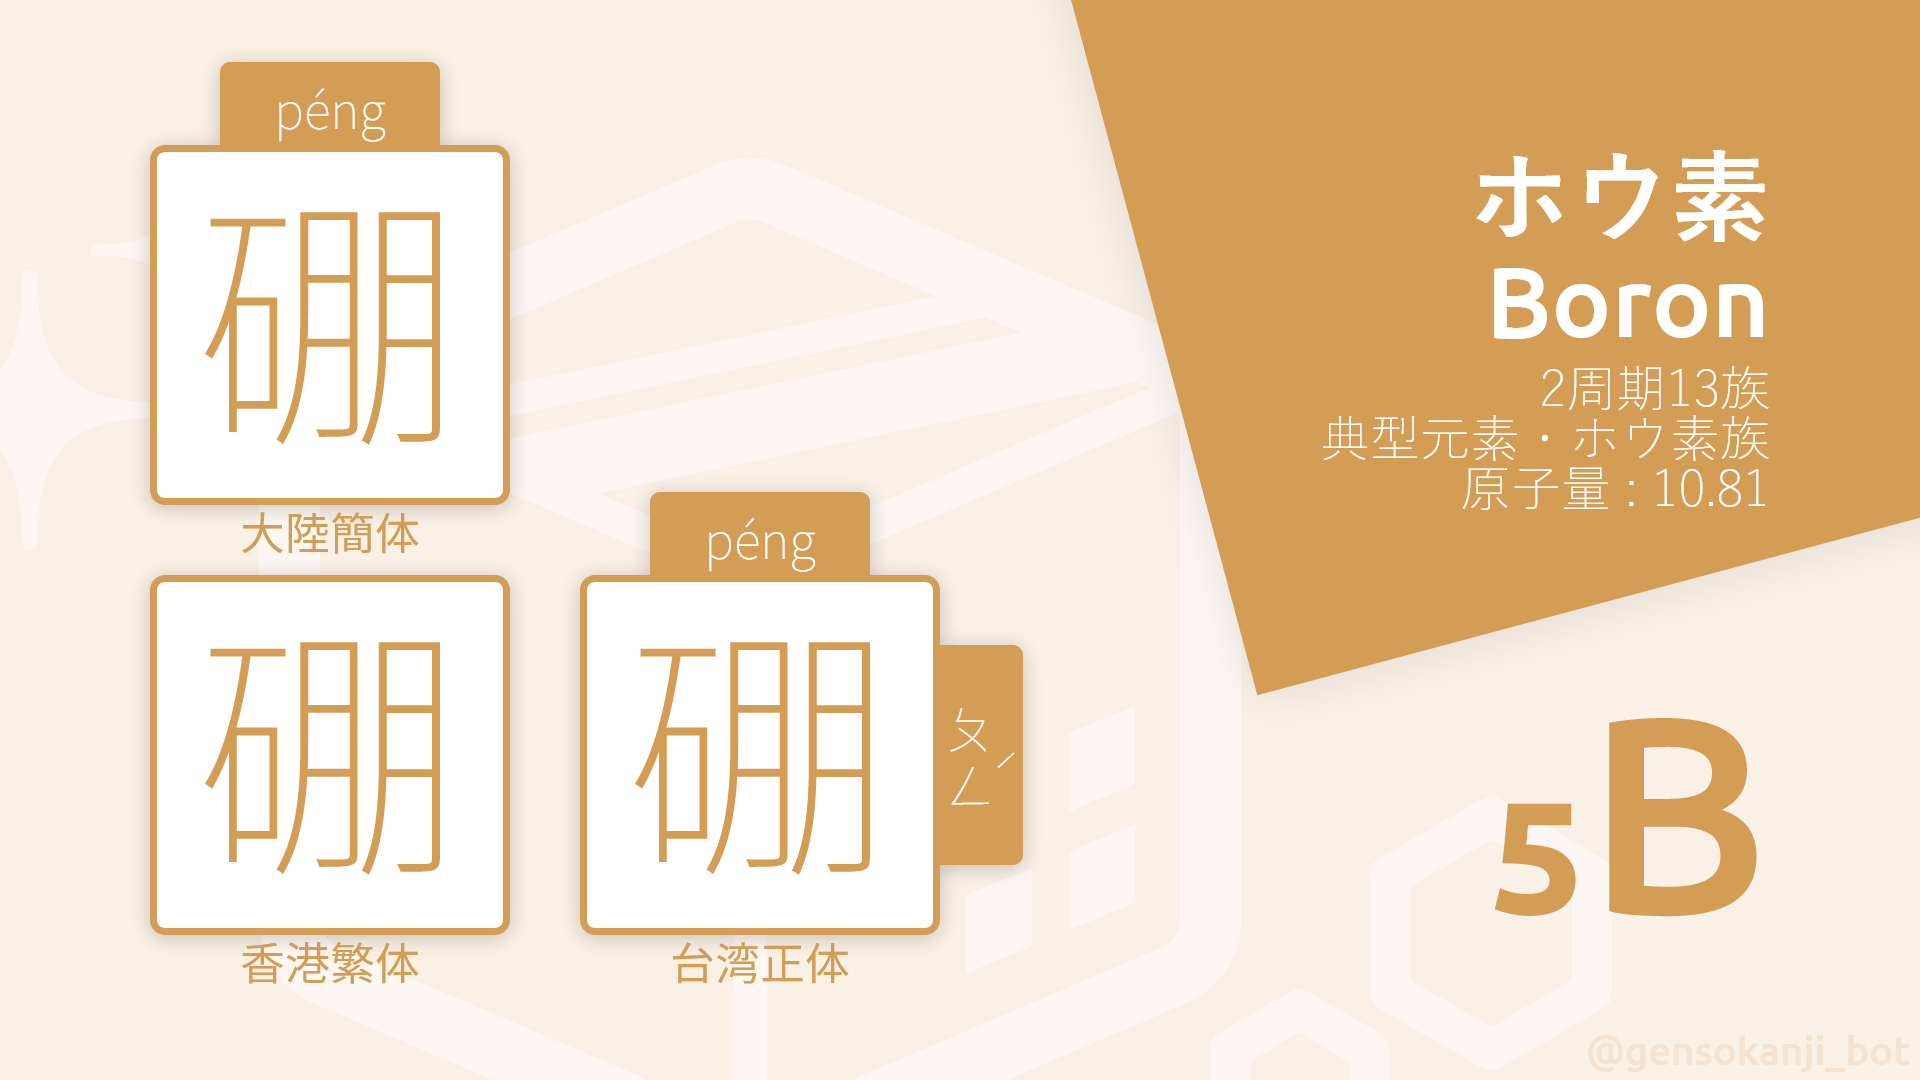 péng
硼
大陸簡体
硼
香港繁体
péng
硼
ㄆㄥˊ
台湾正体
ホウ素
Boron
2周期13族
典型元素・ホウ素族
原子量：10.81
5B
@gensokanji_bot